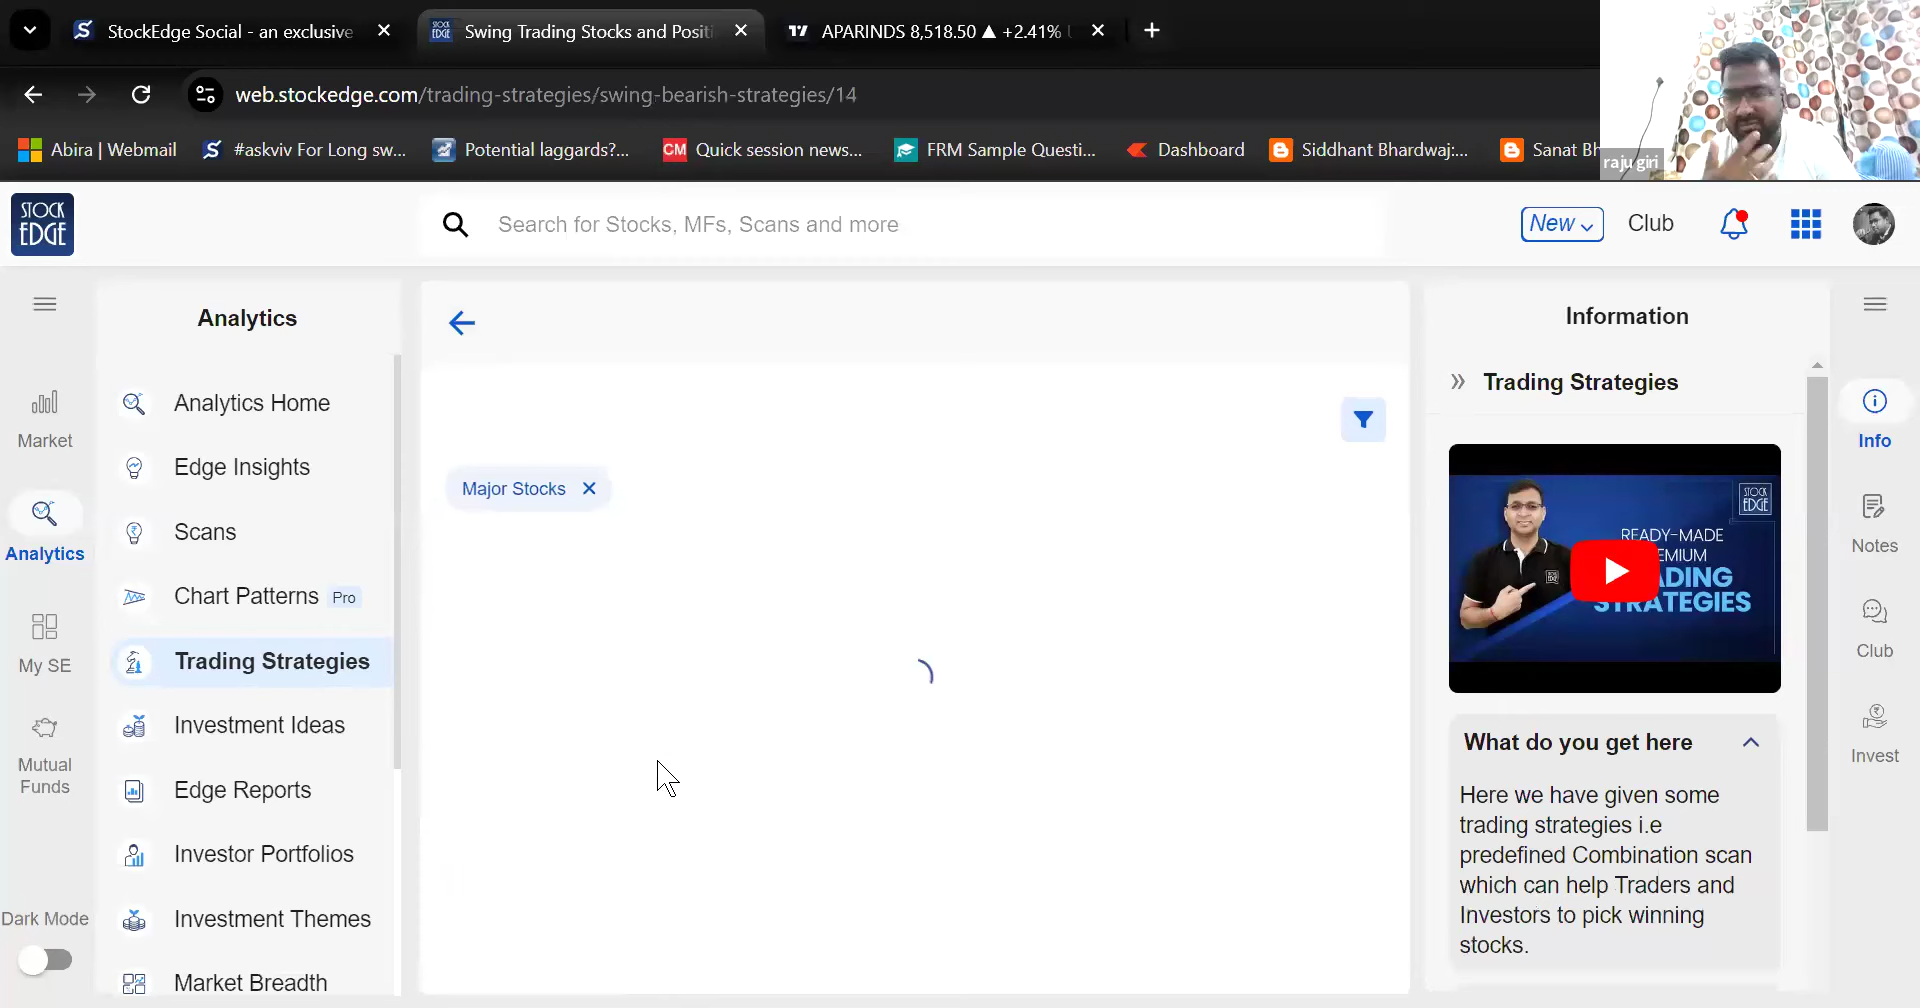 StockEdge Social - an exclusive
Swing Trading Stocks and Positi
APARINDS 8,518.50 ▲ +2.41%
web.stockedge.com/trading-strategies/swing-bearish-strategies/14
Abira | Webmail
#askviv For Long sw...
Potential laggards?...
CM Quick session news...
FRM Sample Questi...
Dashboard
Siddhant Bhardwaj:...
Sanat Bh
raju giri
STOCK
EDGE
Search for Stocks, MFs, Scans and more
New
Club
Market
Analytics
My SE
Mutual
Funds
Dark Mode
Analytics
Analytics Home
Edge Insights
Scans
Chart Patterns Pro
Trading Strategies
Investment Ideas
Edge Reports
Investor Portfolios
Investment Themes
Market Breadth
Major Stocks
Information
Trading Strategies
STOCK
EDGE
READY-MADE
EMIUM
ADING
STRATEGIES
What do you get here
Here we have given some
trading strategies i.e
predefined Combination scan
which can help Traders and
Investors to pick winning
stocks.
Info
Notes
Club
Invest